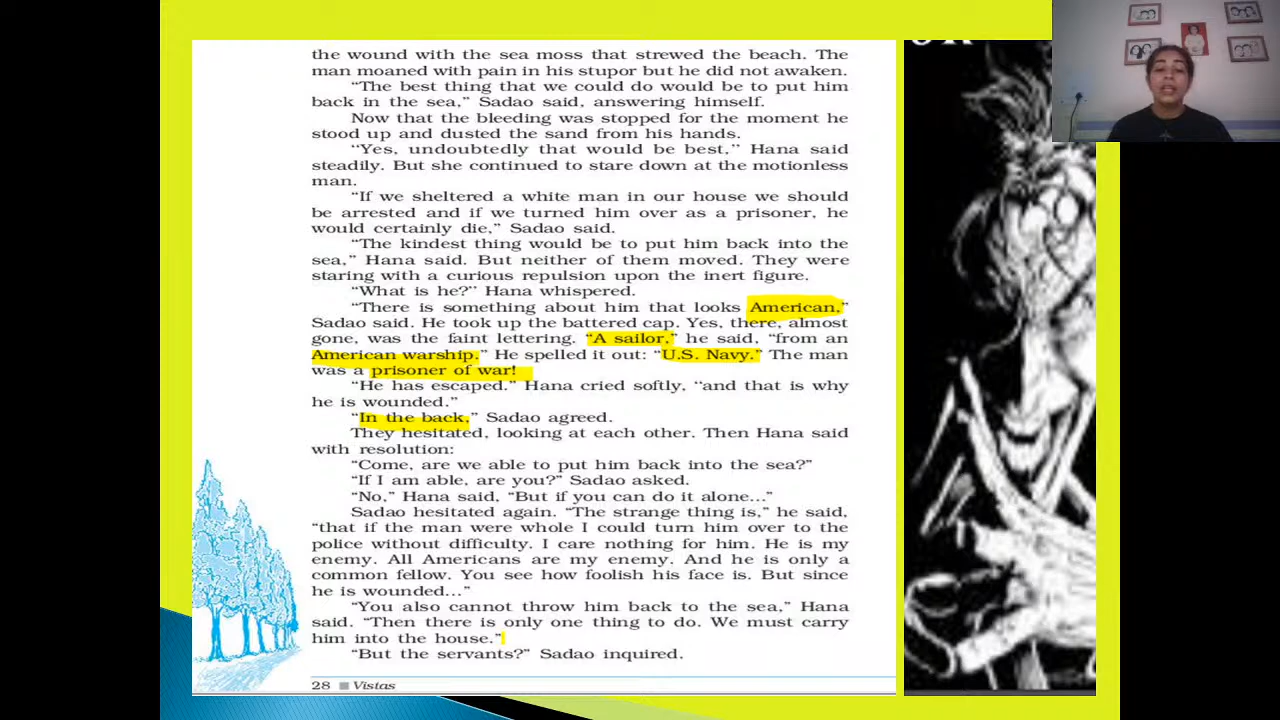 the wound with the sea moss that strewed the beach. The
man moaned with pain in his stupor but he did not awaken.
“The best thing that we could do would be to put him
back in the sea,” Sadao said, answering himself.
Now that the bleeding was stopped for the moment he
stood up and dusted the sand from his hands.
“Yes, undoubtedly that would be best,” Hana said
steadily. But she continued to stare down at the motionless
man.
“If we sheltered a white man in our house we should
be arrested and if we turned him over as a prisoner, he
would certainly die,” Sadao said.
“The kindest thing would be to put him back into the
sea,” Hana said. But neither of them moved. They were
staring with a curious repulsion upon the inert figure.
“What is he?” Hana whispered.
“There is something about him that looks American,”
Sadao said. He took up the battered cap. Yes, there, almost
gone, was the faint lettering. “A sailor,” he said, “from an
American warship.” He spelled it out: “U.S. Navy.” The man
was a prisoner of war!
“He has escaped.” Hana cried softly, “and that is why
he is wounded.”
“In the back,” Sadao agreed.
They hesitated, looking at each other. Then Hana said
with resolution:
“Come, are we able to put him back into the sea?”
“If I am able, are you?” Sadao asked.
“No,” Hana said, “But if you can do it alone...”
Sadao hesitated again. “The strange thing is,” he said,
“that if the man were whole I could turn him over to the
police without difficulty. I care nothing for him. He is my
enemy. All Americans are my enemy. And he is only a
common fellow. You see how foolish his face is. But since
he is wounded...”
“You also cannot throw him back to the sea,” Hana
said. “Then there is only one thing to do. We must carry
him into the house.”
“But the servants?” Sadao inquired.
28 ■ Vistas